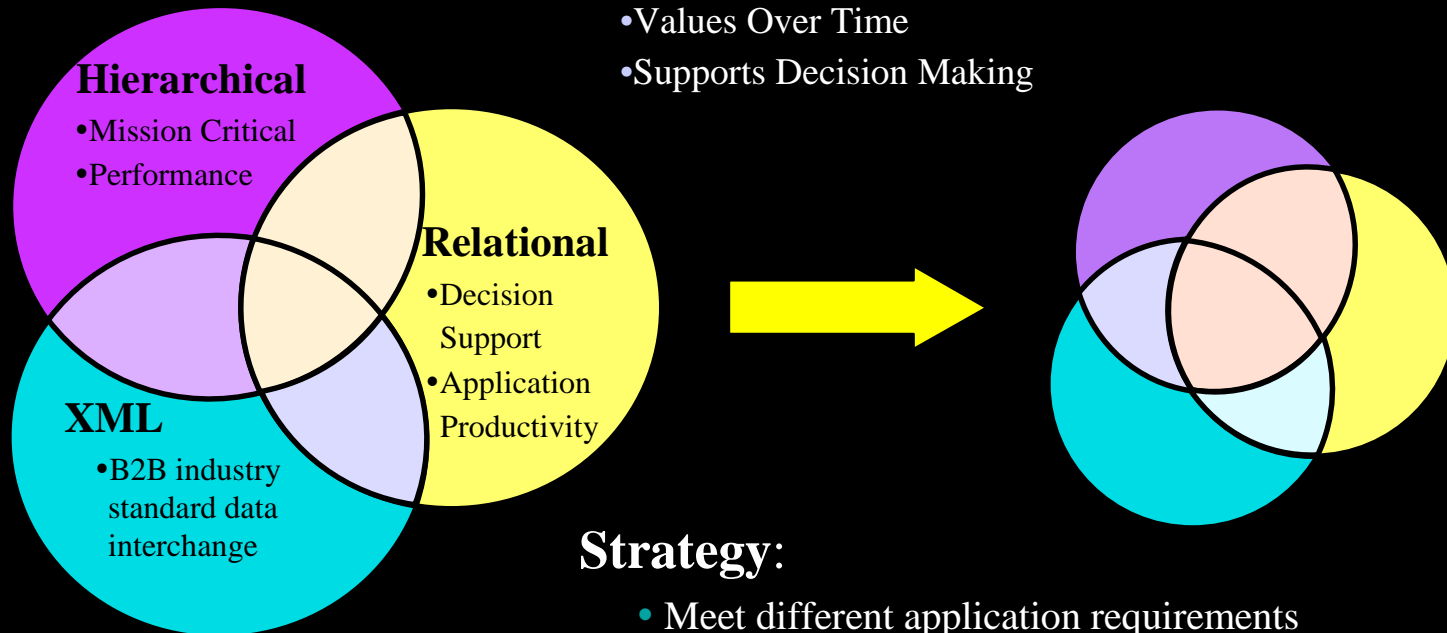 •Values Over Time
•Supports Decision Making
Hierarchical
•Mission Critical
•Performance
Relational
•Decision
Support
•Application
Productivity
XML
•B2B industry
standard data
interchange
Strategy:
• Meet different application requirements